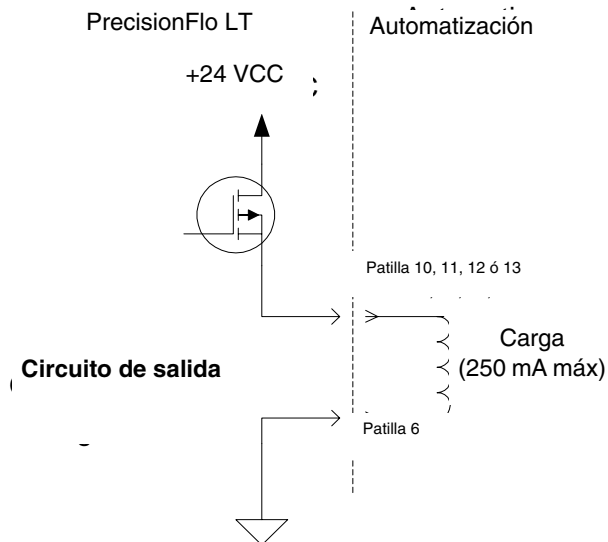 PrecisionFlo LT
Automatización
+24 VCC
Patilla 10, 11, 12 ó 13
Carga
(250 mA máx)
Circuito de salida
Patilla 6